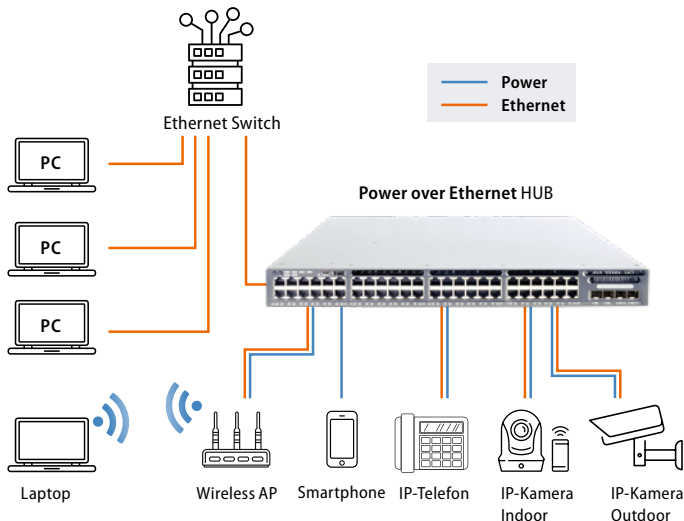 Ethernet Switch
Power
Ethernet
PC
Power over Ethernet HUB
PC
PC
Laptop
Wireless AP
Smartphone
IP-Telefon
IP-Kamera
Indoor
IP-Kamera
Outdoor